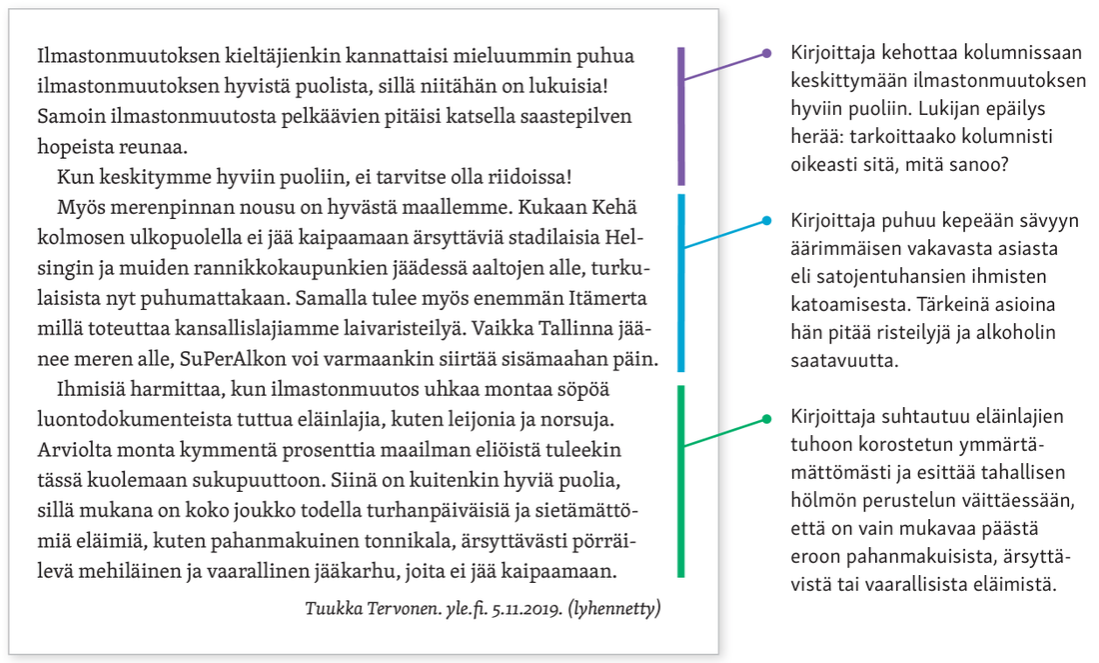 Ilmastonmuutoksen kieltäjienkin kannattaisi mieluummin puhua
ilmastonmuutoksen hyvistä puolista, sillä niitähän on lukuisia!
Samoin ilmastonmuutosta pelkäävien pitäisi katsella saastepilven
hopeista reunaa.
Kun keskitymme hyviin puoliin, ei tarvitse olla riidoissa!
Myös merenpinnan nousu on hyvästä maallemme. Kukaan Kehä
kolmosen ulkopuolella ei jää kaipaamaan ärsyttäviä stadilaisia Hel-
singin ja muiden rannikkokaupunkien jäädessä aaltojen alle, turku-
laisista nyt puhumattakaan. Samalla tulee myös enemmän Itämerta
millä toteuttaa kansallislajiamme laivaristeilyä. Vaikka Tallinna jää-
nee meren alle, SuPerAlkon voi varmaankin siirtää sisämaahan päin.
Ihmisiä harmittaa, kun ilmastonmuutos uhkaa montaa söpöä
luontodokumenteista tuttua eläinlajia, kuten leijonia ja norsuja.
Arviolta monta kymmentä prosenttia maailman eliöistä tuleekin
tässä kuolemaan sukupuuttoon. Siinä on kuitenkin hyviä puolia,
sillä mukana on koko joukko todella turhanpäiväisiä ja sietämättö-
miä eläimiä, kuten pahanmakuinen tonnikala, ärsyttävästi pörräi-
levä mehiläinen ja vaarallinen jääkarhu, joita ei jää kaipaamaan.
Tuukka Tervonen. yle.fi. 5.11.2019. (lyhennetty)
Kirjoittaja kehottaa kolumnissaan
keskittymään ilmastonmuutoksen
hyviin puoliin. Lukijan epäilys
herää: tarkoittaako kolumnisti
oikeasti sitä, mitä sanoo?
Kirjoittaja puhuu kepeään sävyyn
äärimmäisen vakavasta asiasta
eli satojentuhansien ihmisten
katoamisesta. Tärkeinä asioina
hän pitää risteilyjä ja alkoholin
saatavuutta.
Kirjoittaja suhtautuu eläinlajien
tuhoon korostetun ymmärtä-
mättömästi ja esittää tahallisen
hölmön perustelun väittäessään,
että on vain mukavaa päästä
eroon pahanmakuisista, ärsyttä-
vistä tai vaarallisista eläimistä.